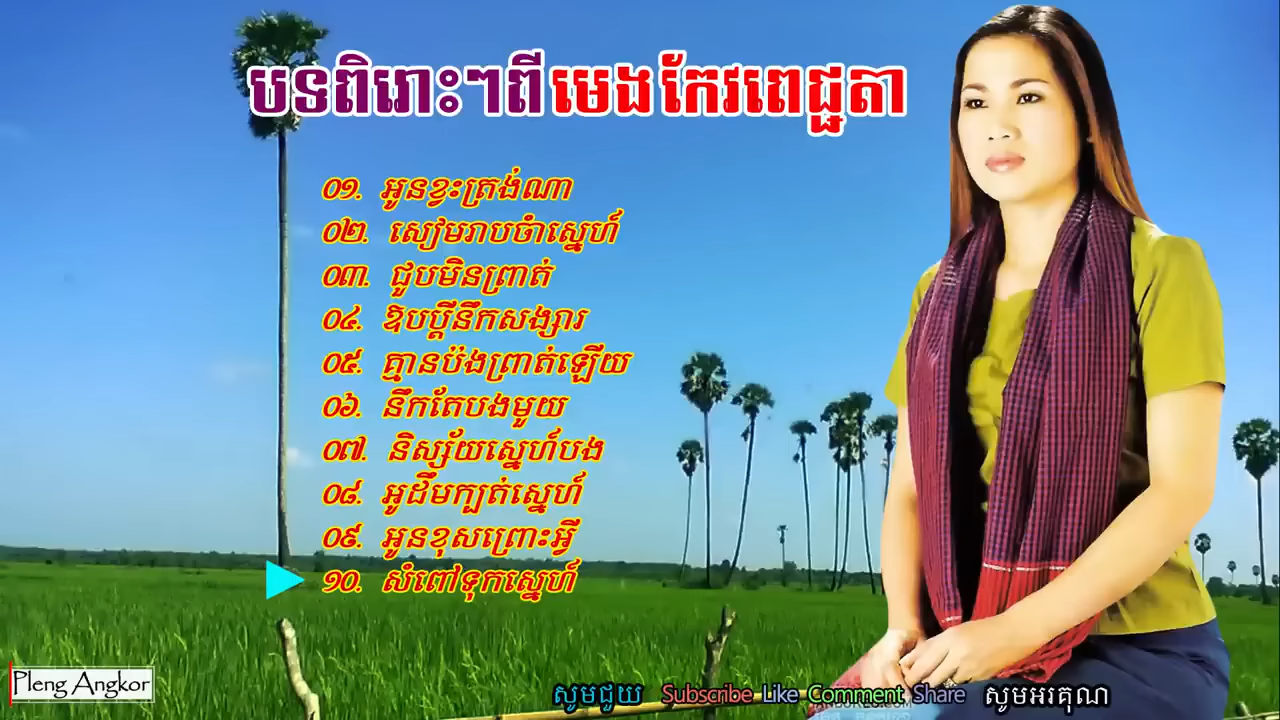 បទពិរោះៗពី មេង កែវពេជ្ជតា
០១. អូនខ្វះត្រង់ណា
០២. សៀមរាបចាំស្នេហ៍
០៣. ជួបមិនព្រាត់
០៤. ឱបប្តីនឹកសង្សារ
០៥. គ្មានប៉ងព្រាត់ឡើយ
០៦. នឹកតែបងមួយ
០៧. និស្ស័យស្នេហ៍បង
០៨. អូដឹមក្បត់ស្នេហ៍
០៩. អូនខុសព្រោះអ្វី
១០. សំពៅទុកស្នេហ៍
Pleng Angkor
សូមជួយ Subscribe Like Comment Share សូមអរគុណ